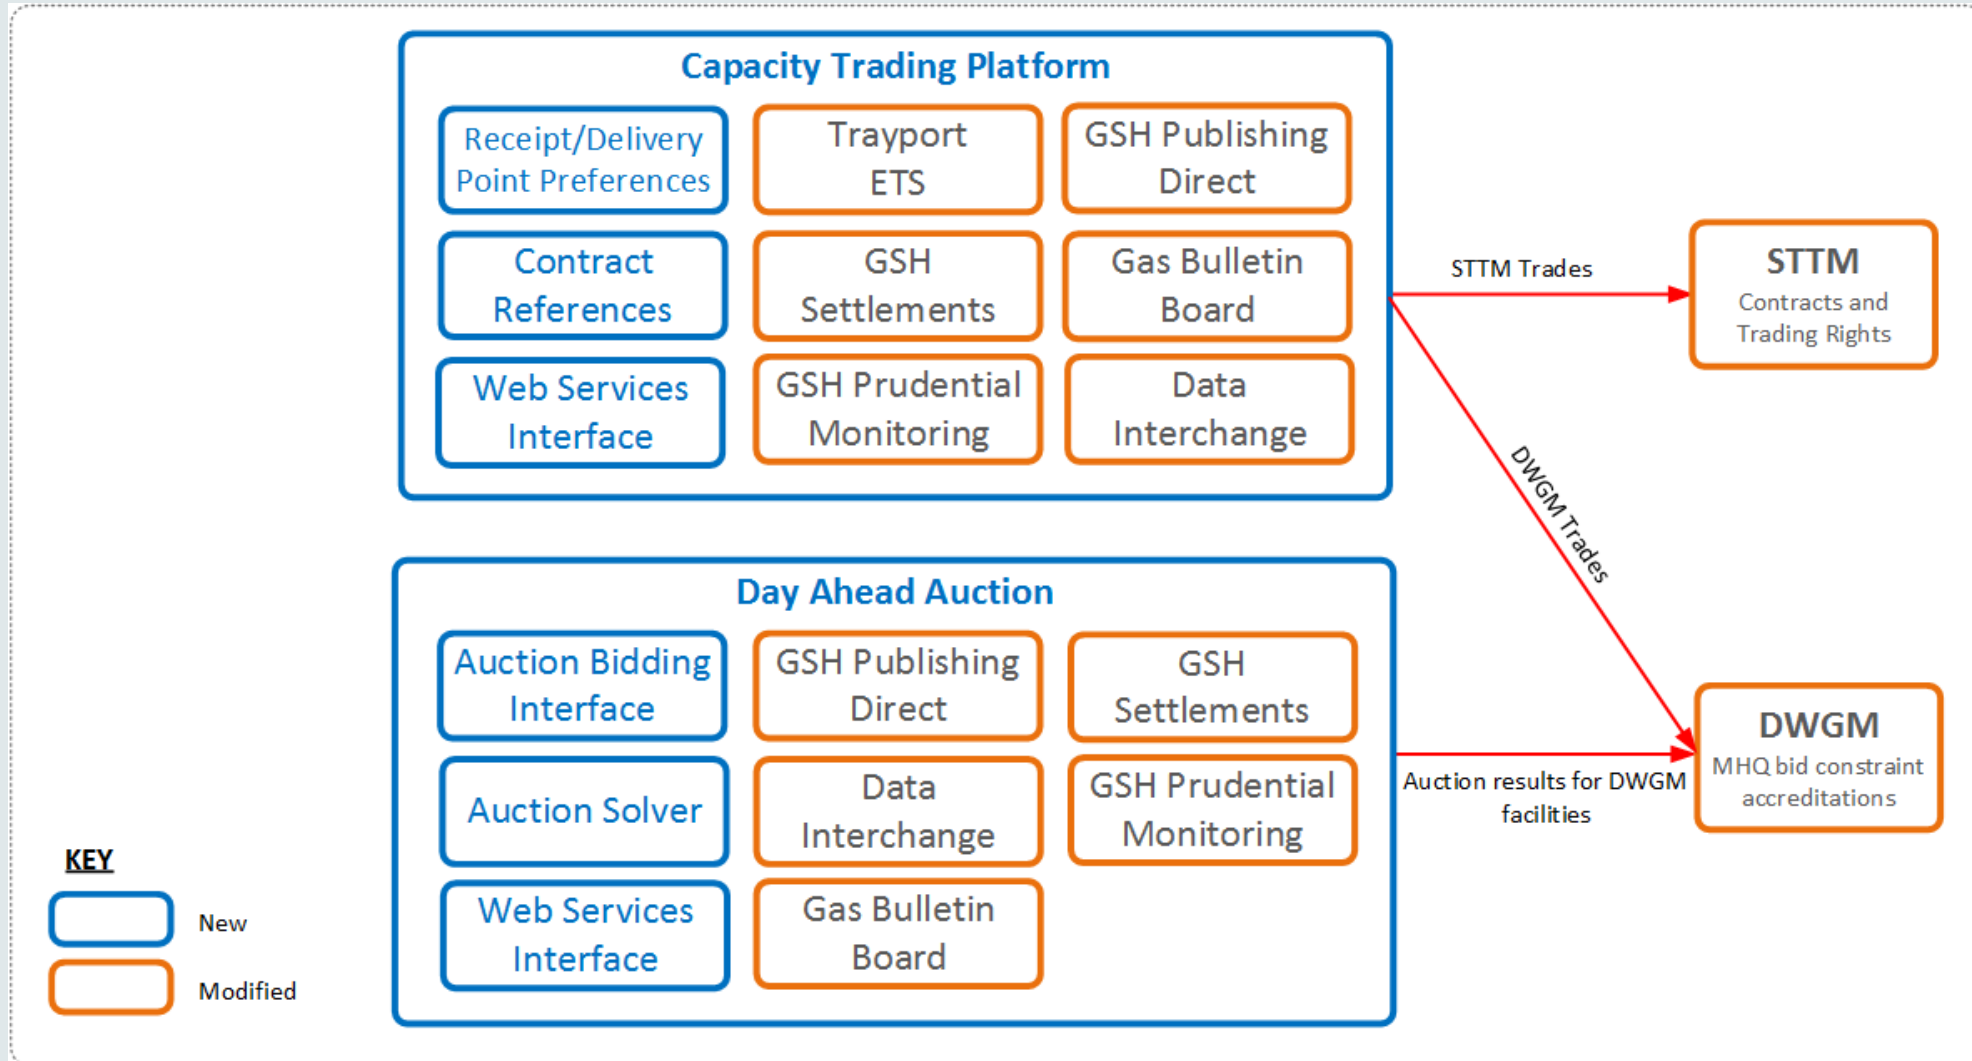 Capacity Trading Platform
Receipt/Delivery
Point Preferences
Trayport
ETS
GSH Publishing
Direct
Contract
References
GSH
Settlements
Gas Bulletin
Board
Web Services
Interface
GSH Prudential
Monitoring
Data
Interchange
STTM Trades
STTM
Contracts and
Trading Rights
DWGM Trades
Day Ahead Auction
Auction Bidding
Interface
GSH Publishing
Direct
GSH
Settlements
Auction Solver
Data
Interchange
GSH Prudential
Monitoring
Web Services
Interface
Gas Bulletin
Board
Auction results for DWGM
facilities
DWGM
MHQ bid constraint
accreditations
KEY
New
Modified